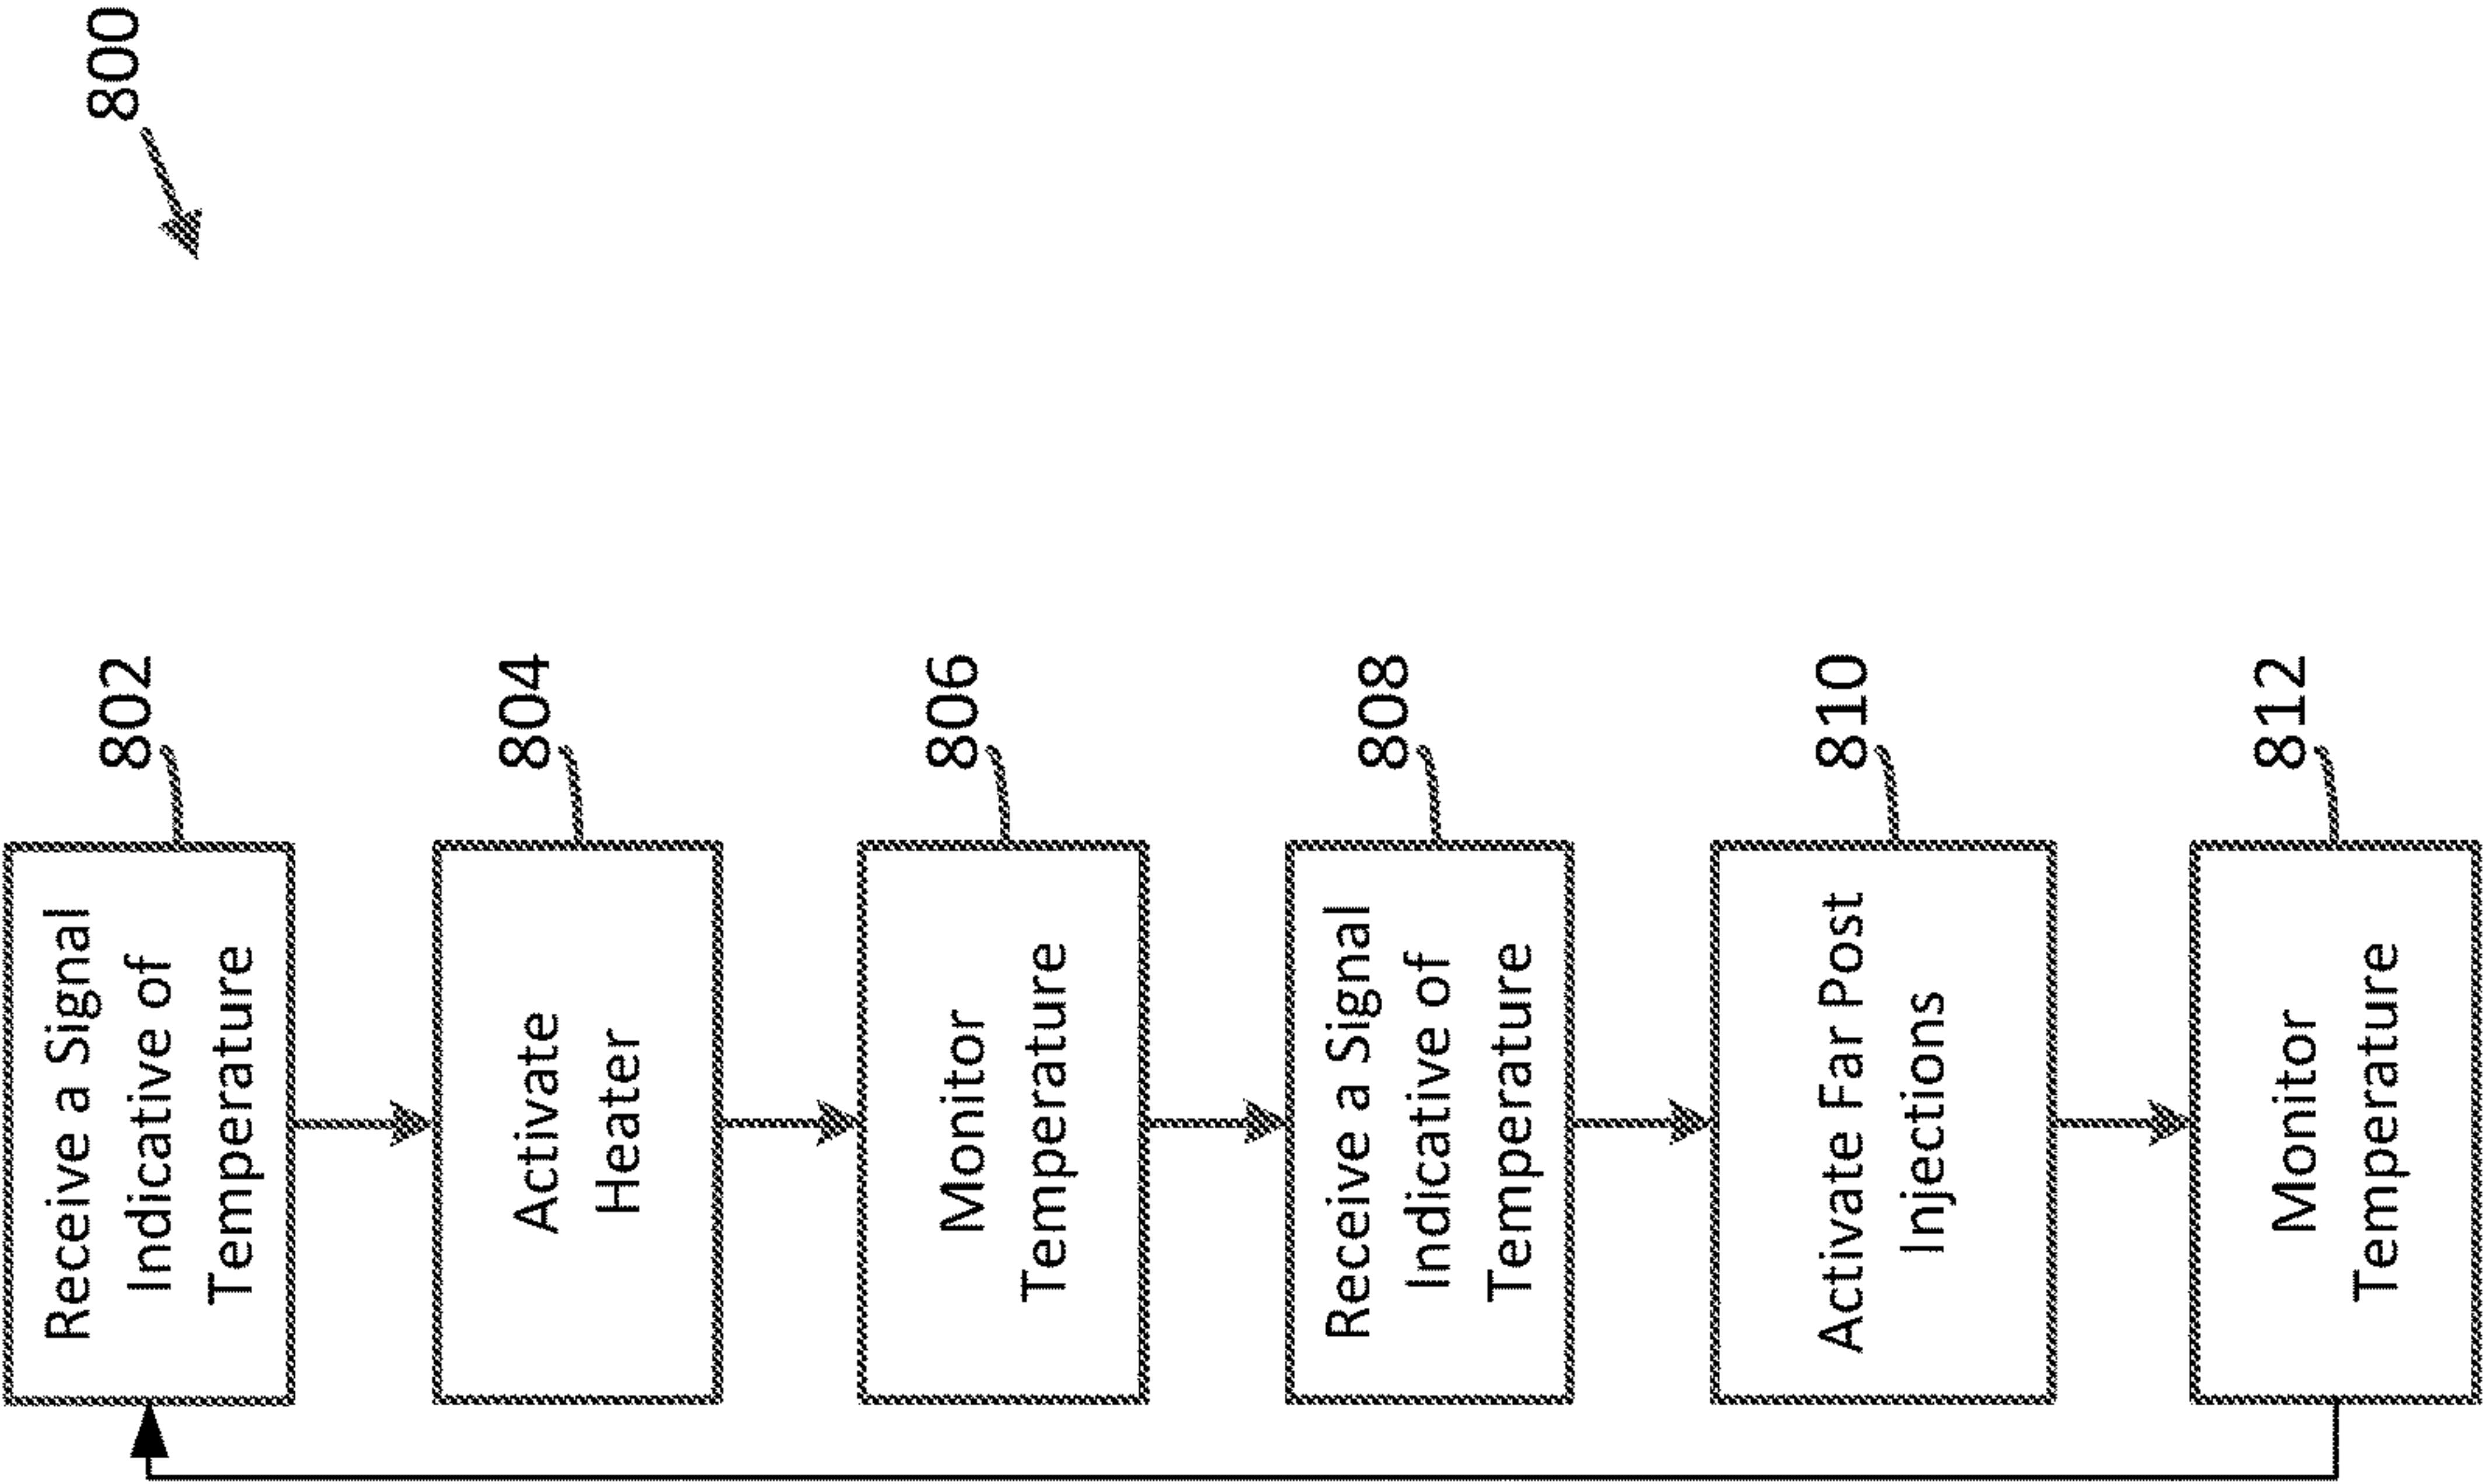 800
802
Receive a Signal
Indicative of
Temperature
804
Activate
Heater
806
Monitor
Temperature
808
Receive a Signal
Indicative of
Temperature
810
Activate Far Post
Injections
812
Monitor
Temperature